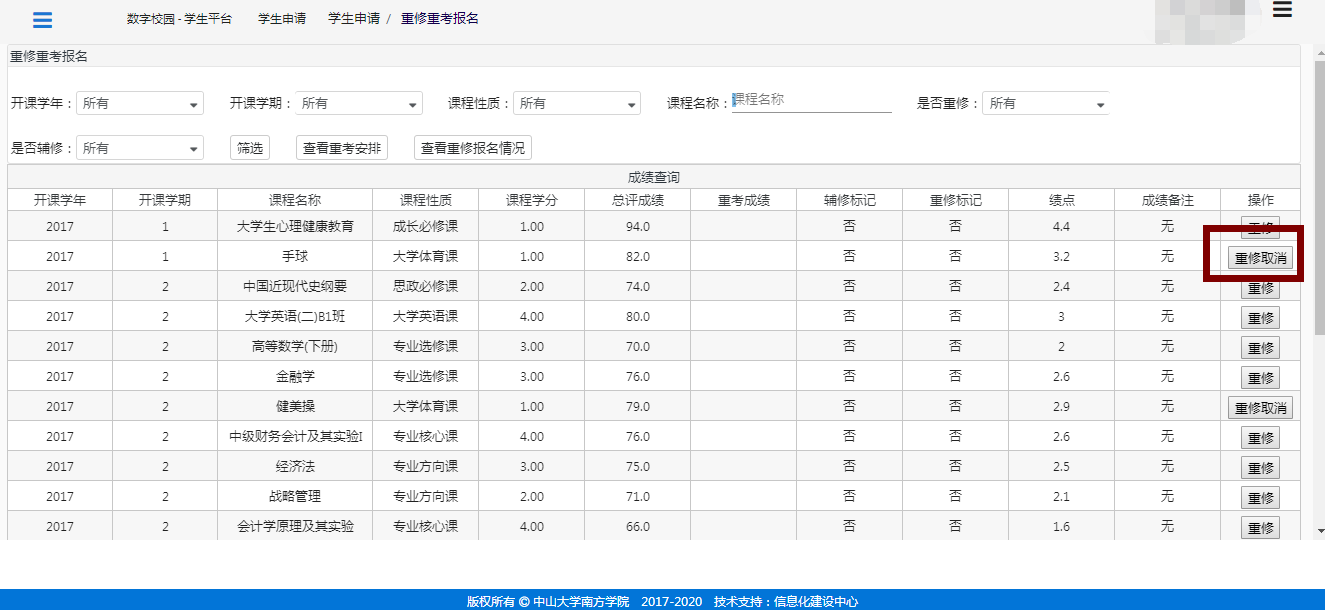 数字校园 - 学生平台 学生申请 学生申请 / 重修重考报名
重修重考报名
开课学年： 所有 开课学期： 所有 课程性质： 所有 课程名称： 课程名称 是否重修： 所有
是否辅修： 所有 筛选 查看重考安排 查看重修报名情况
成绩查询
开课学年 开课学期 课程名称 课程性质 课程学分 总评成绩 重考成绩 辅修标记 重修标记 绩点 成绩备注 操作
2017 1 大学生心理健康教育 成长必修课 1.00 94.0 否 否 4.4 无 重修
2017 1 手球 大学体育课 1.00 82.0 否 否 3.2 无 重修取消
2017 2 中国近现代史纲要 思政必修课 2.00 74.0 否 否 2.4 无 重修
2017 2 大学英语(二)B1班 大学英语课 4.00 80.0 否 否 3 无 重修
2017 2 高等数学(下册) 专业选修课 3.00 70.0 否 否 2 无 重修
2017 2 金融学 专业选修课 3.00 76.0 否 否 2.6 无 重修
2017 2 健美操 大学体育课 1.00 79.0 否 否 2.9 无 重修取消
2017 2 中级财务会计及其实验I 专业核心课 4.00 76.0 否 否 2.6 无 重修
2017 2 经济法 专业方向课 3.00 75.0 否 否 2.5 无 重修
2017 2 战略管理 专业方向课 2.00 71.0 否 否 2.1 无 重修
2017 2 会计学原理及其实验 专业核心课 4.00 66.0 否 否 1.6 无 重修
版权所有 © 中山大学南方学院 2017-2020 技术支持：信息化建设中心